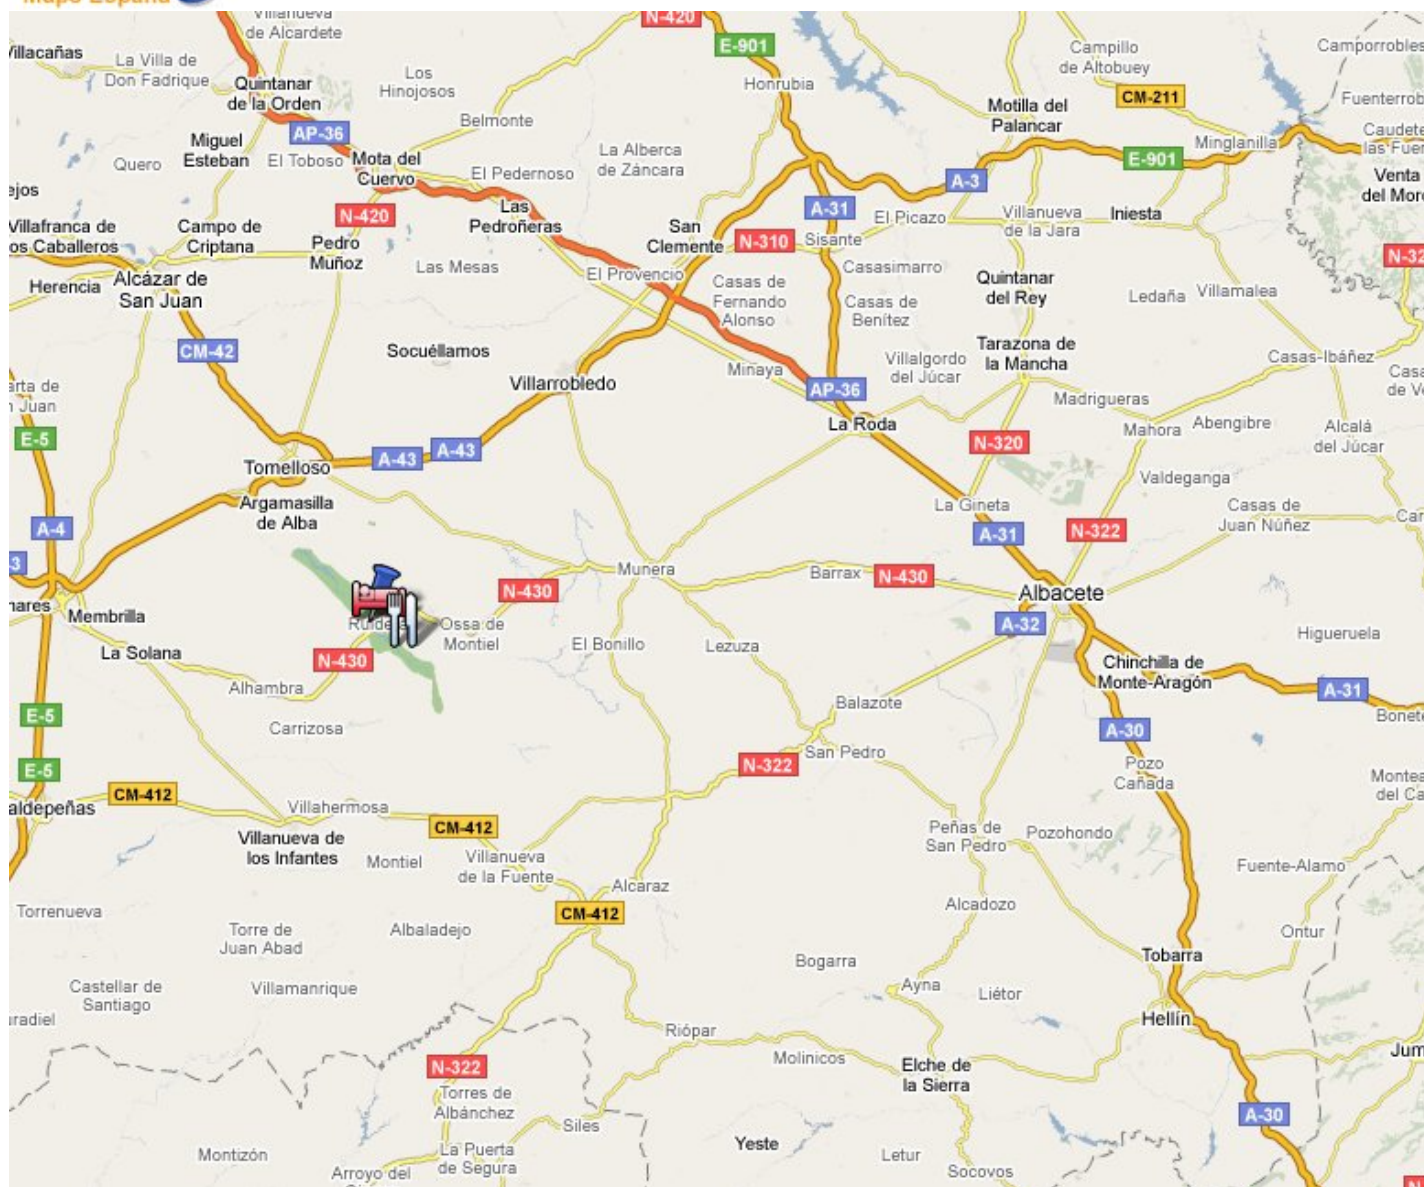 Maps España
Villanueva
de Alcardete
N-420
E-901
Villacañas
La Villa de
Don Fadrique
Quintanar
de la Orden
Los
Hinojosos
Honrubia
Campillo
de Altobuey
Camporrobles
CM-211
Motilla del
Palancar
AP-36
Belmonte
Miguel
Esteban
El Toboso
Mota del
Cuervo
Quero
La Alberca
de Záncara
El Pedernoso
Minglanilla
E-901
A-3
Venta
N-420
Las
Pedroñeras
A-31
El Picazo
Villanueva
de la Jara
Iniesta
Villafranca de
Campo de
Criptana
Pedro
Muñoz
San
Clemente
N-310
Sisante
Alcázar de
San Juan
Herencia
Las Mesas
El Provencio
Casas de
Fernando
Alonso
Casasimarro
Casas de
Benítez
Quintanar
del Rey
Ledaña
Villamalea
CM-42
Socuéllamos
Villarrobledo
Minaya
Villalgordo
del Júcar
Tarazona de
la Mancha
Casas-Ibáñez
AP-36
La Roda
Madrigueras
Mahora
Abengibre
Alcalá
del Júcar
E-5
N-320
A-43
A-43
Tomelloso
Valdeganga
Argamasilla
de Alba
La Gineta
Casas de
Juan Núñez
A-4
A-31
N-322
Munera
Barrax
N-430
N-430
Albacete
Membrilla
A-32
Ossa de
Montiel
El Bonillo
Lezuza
Higueruela
La Solana
N-430
Chinchilla de
Monte-Aragón
A-31
Alhambra
Balazote
E-5
Carrizosa
A-30
San Pedro
N-322
Pozo
Cañada
E-5
CM-412
Villahermosa
CM-412
Villanueva de
los Infantes
Montiel
Villanueva
de la Fuente
Peñas de
San Pedro
Pozohondo
Fuente-Alamo
Alcaraz
CM-412
Alcadozo
Torrenueva
Torre de
Juan Abad
Albaladejo
Ontur
Tobarra
Bogarra
Castellar de
Santiago
Villamanrique
Ayna
Liétor
Hellín
Riópar
Molinicos
Elche de
la Sierra
N-322
Torres de
Albánchez
Siles
A-30
Montizón
La Puerta
de Segura
Arroyo del
Yeste
Letur
Socovos